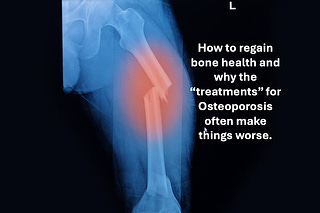 L
How to regain
bone health and
why the
“treatments” for
Osteoporosis
often make
things worse.